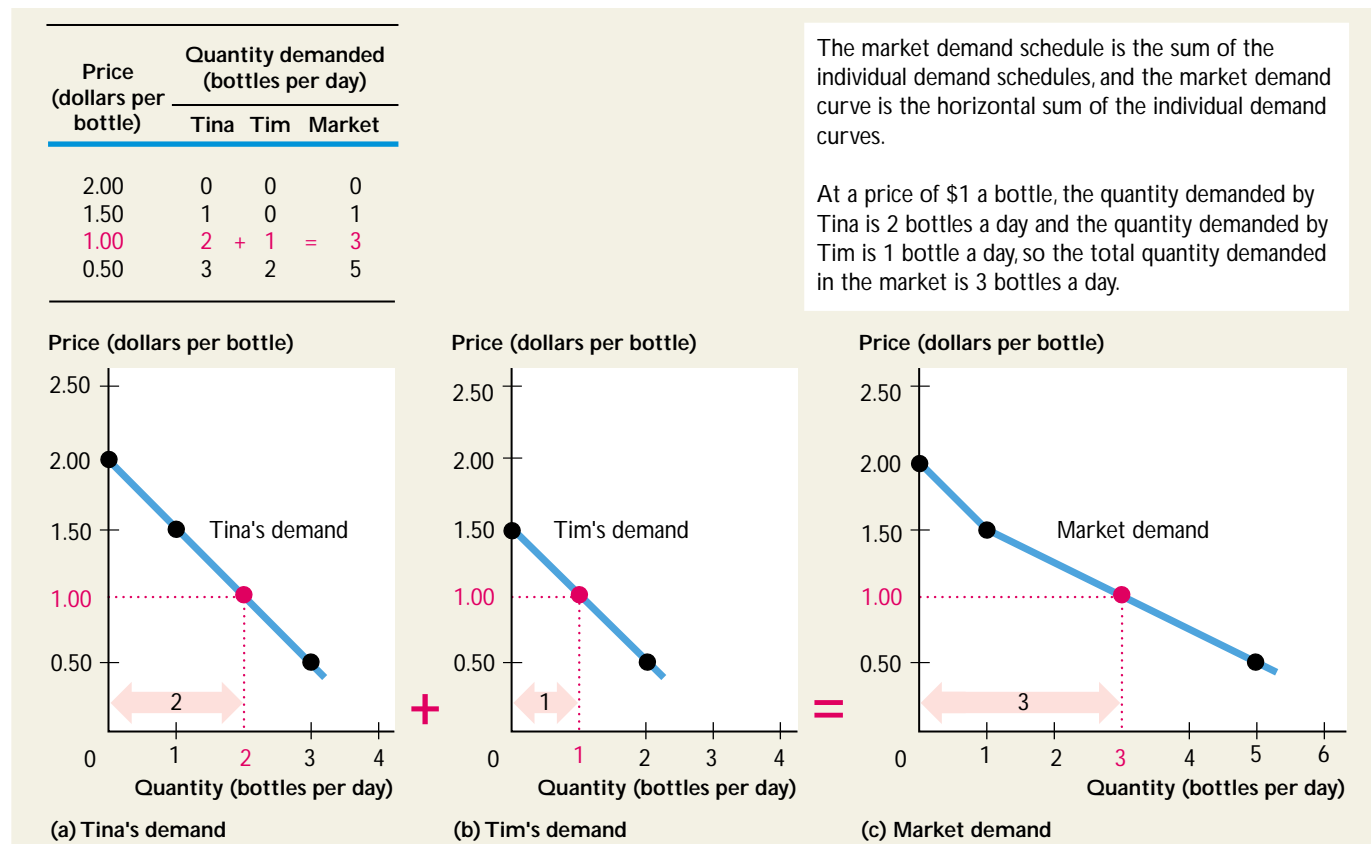 Price
(dollars per
bottle)
Quantity demanded
(bottles per day)
Tina Tim Market
2.00 0 0 0
1.50 1 0 1
1.00 2 + 1 = 3
0.50 3 2 5
The market demand schedule is the sum of the
individual demand schedules, and the market demand
curve is the horizontal sum of the individual demand
curves.
At a price of $1 a bottle, the quantity demanded by
Tina is 2 bottles a day and the quantity demanded by
Tim is 1 bottle a day, so the total quantity demanded
in the market is 3 bottles a day.
Price (dollars per bottle)
2.50
2.00
1.50
1.00
0.50
Tina's demand
2
0 1 2 3 4
Quantity (bottles per day)
(a) Tina's demand
+
Price (dollars per bottle)
2.50
2.00
1.50
1.00
0.50
Tim's demand
1
0 1 2 3 4
Quantity (bottles per day)
(b) Tim's demand
=
Price (dollars per bottle)
2.50
2.00
1.50
1.00
0.50
Market demand
3
0 1 2 3 4 5 6
Quantity (bottles per day)
(c) Market demand